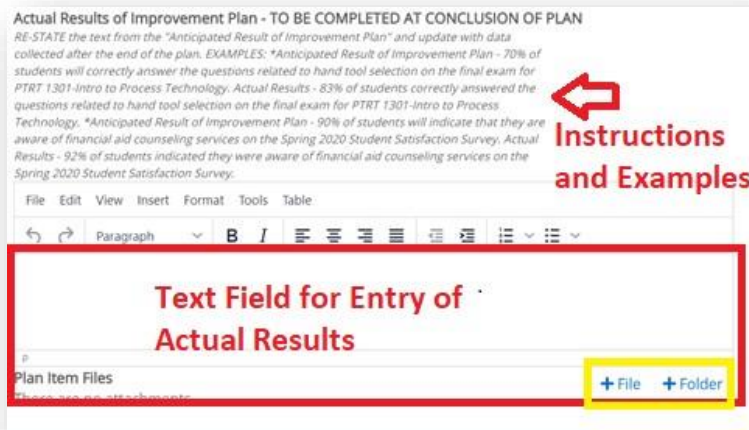 Actual Results of Improvement Plan - TO BE COMPLETED AT CONCLUSION OF PLAN
RE-STATE the text from the "Anticipated Result of Improvement Plan" and update with data
collected after the end of the plan. EXAMPLES: *Anticipated Result of Improvement Plan - 70% of
students will correctly answer the questions related to hand tool selection on the final exam for
PTRT 1301-Intro to Process Technology. Actual Results - 83% of students correctly answered the
questions related to hand tool selection on the final exam for PTRT 1301-Intro to Process
Technology. *Anticipated Result of Improvement Plan - 90% of students will indicate that they are
aware of financial aid counseling services on the Spring 2020 Student Satisfaction Survey. Actual
Results - 92% of students indicated they were aware of financial aid counseling services on the
Spring 2020 Student Satisfaction Survey.
Instructions
and Examples
File Edit View Insert Format Tools Table
Paragraph B I
Text Field for Entry of
Actual Results
P
Plan Item Files
+ File + Folder
There are no attachments